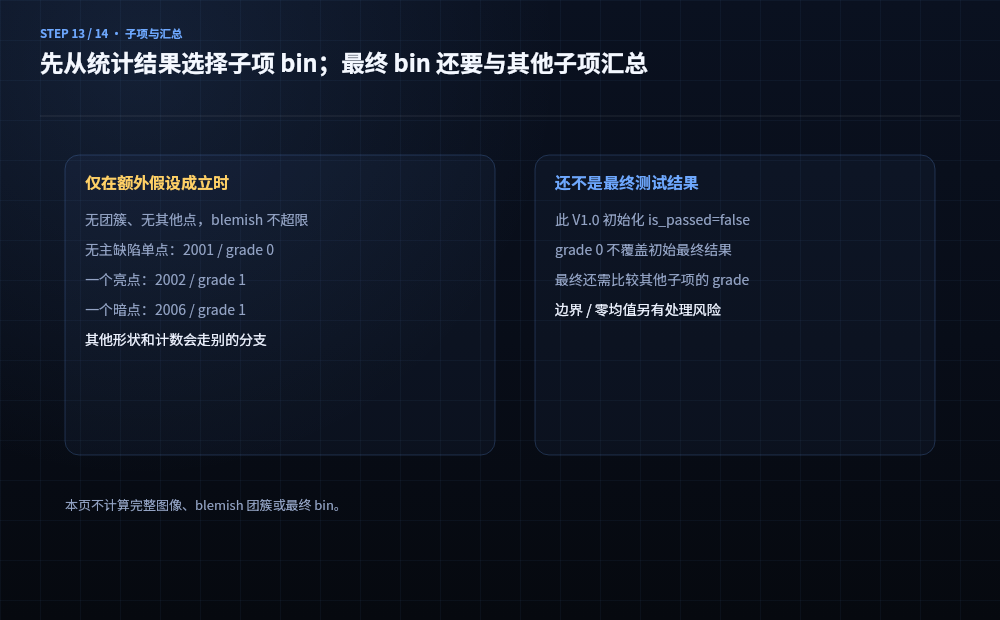 STEP 13 / 14 · 子项与汇总
先从统计结果选择子项 bin；最终 bin 还要与其他子项汇总
仅在额外假设成立时
无团簇、无其他点，blemish 不超限
无主缺陷单点：2001 / grade 0
一个亮点：2002 / grade 1
一个暗点：2006 / grade 1
其他形状和计数会走别的分支
还不是最终测试结果
此 V1.0 初始化 is_passed=false
grade 0 不覆盖初始最终结果
最终还需比较其他子项的 grade
边界 / 零均值另有处理风险
本页不计算完整图像、blemish 团簇或最终 bin。